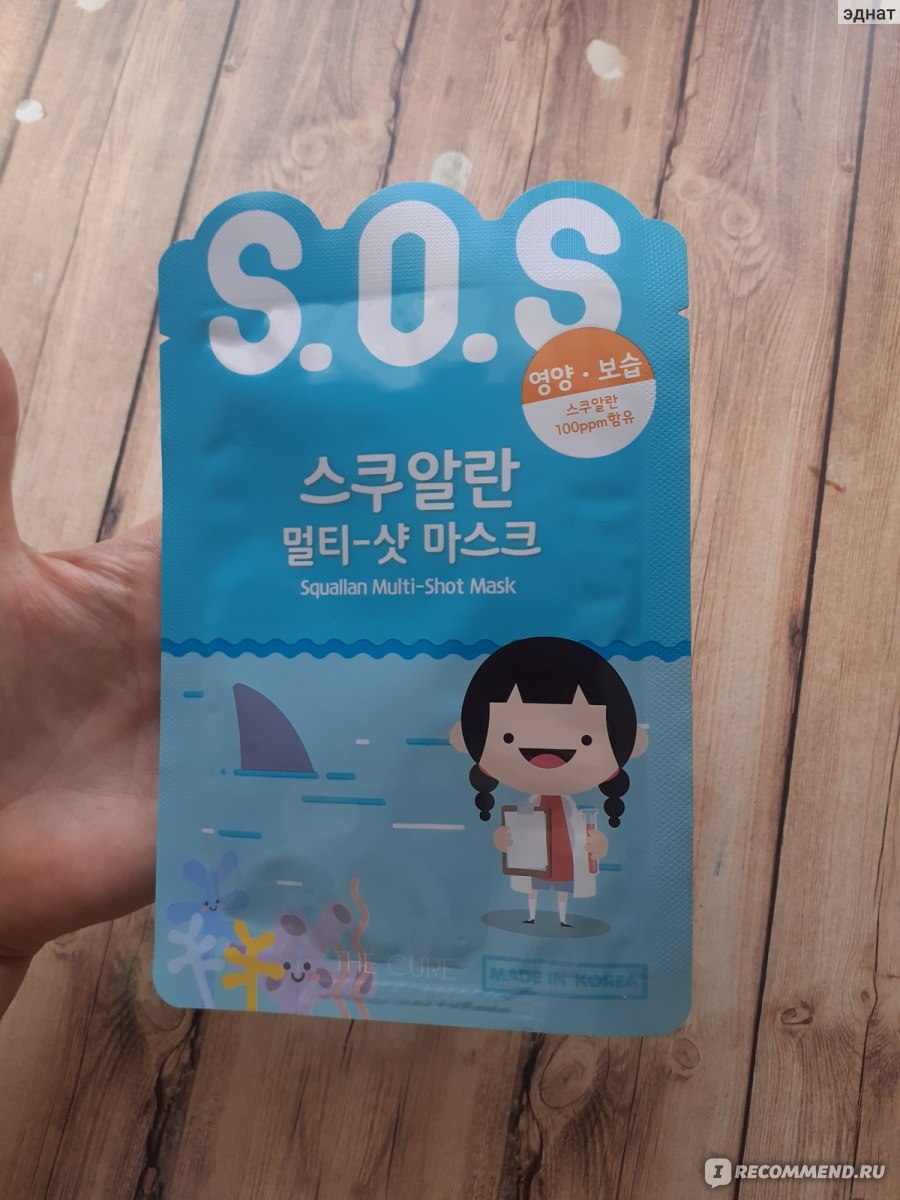 эднат
S.O.S
영양 · 보습
스쿠알란
100ppm함유
스쿠알란
멀티-샷 마스크
Squallan Multi-Shot Mask
THE CURE
MADE IN KOREA
I RECOMMEND.RU